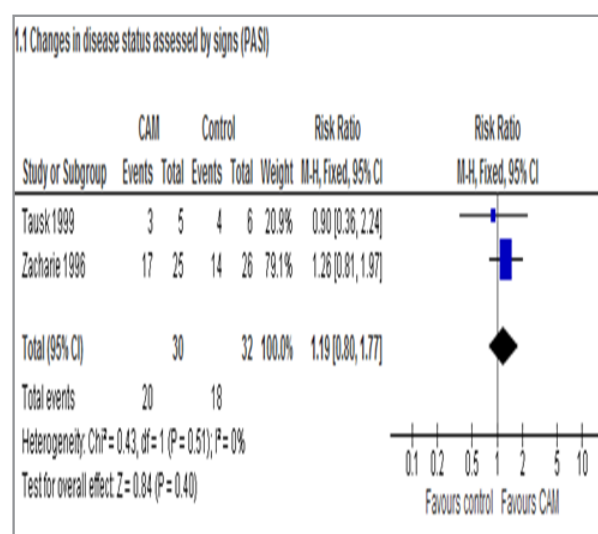 1.1 Changes in disease status assessed by signs (PASI)
CAM Control Risk Ratio Risk Ratio
Study or Subgroup Events Total Events Total Weight M-H, Fixed, 95% CI M-H, Fixed, 95% CI
Tausk 1999 3 5 4 6 20.9% 0.90 [0.36, 2.24]
Zacharie 1996 17 25 14 26 79.1% 1.26 [0.81, 1.97]
Total (95% CI) 30 32 100.0% 1.19 [0.80, 1.77]
Total events 20 18
Heterogeneity: Chi² = 0.43, df = 1 (P = 0.51); I² = 0%
Test for overall effect: Z = 0.84 (P = 0.40)
0.1 0.2 0.5 1 2 5 10
Favours control Favours CAM